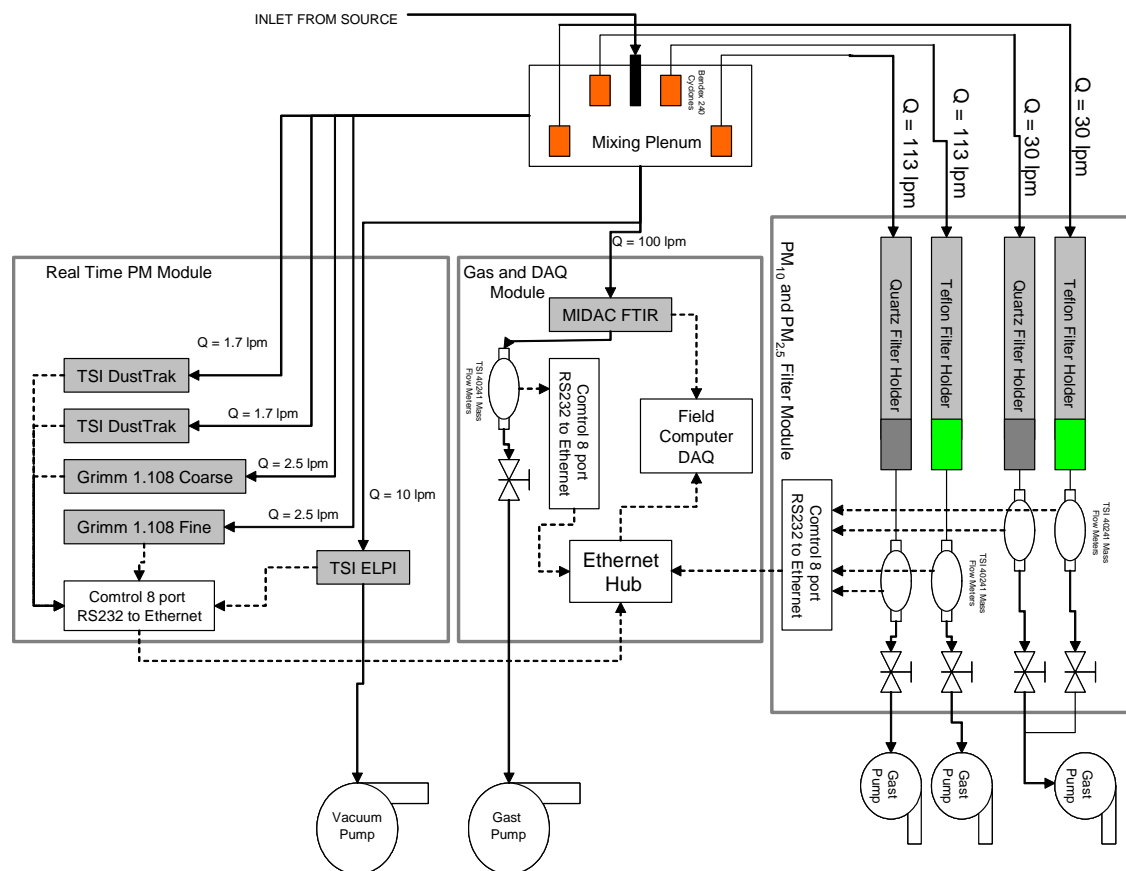 INLET FROM SOURCE
Bendex 240
Cyclones
Mixing Plenum
Q = 113 lpm
Q = 113 lpm
Q = 30 lpm
Q = 30 lpm
Q = 100 lpm
Real Time PM Module
Gas and DAQ
Module
PM10 and PM2.5 Filter Module
Quartz Filter Holder
Teflon Filter Holder
Quartz Filter Holder
Teflon Filter Holder
MIDAC FTIR
Q = 1.7 lpm
TSI DustTrak
Q = 1.7 lpm
TSI DustTrak
Q = 2.5 lpm
Grimm 1.108 Coarse
Q = 2.5 lpm
Grimm 1.108 Fine
Q = 10 lpm
TSI ELPI
Comtrol 8 port
RS232 to Ethernet
TSI 40241 Mass
Flow Meters
Comtrol 8 port
RS232 to Ethernet
Field
Computer
DAQ
Ethernet
Hub
Comtrol 8 port
RS232 to Ethernet
TSI 40241 Mass
Flow Meters
TSI 40241 Mass
Flow Meters
Vacuum
Pump
Gast
Pump
Gast
Pump
Gast
Pump
Gast
Pump